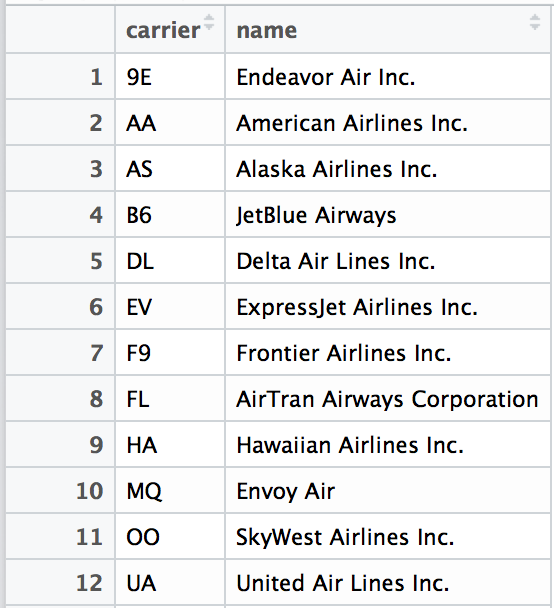 carrier name
1 9E Endeavor Air Inc.
2 AA American Airlines Inc.
3 AS Alaska Airlines Inc.
4 B6 JetBlue Airways
5 DL Delta Air Lines Inc.
6 EV ExpressJet Airlines Inc.
7 F9 Frontier Airlines Inc.
8 FL AirTran Airways Corporation
9 HA Hawaiian Airlines Inc.
10 MQ Envoy Air
11 OO SkyWest Airlines Inc.
12 UA United Air Lines Inc.